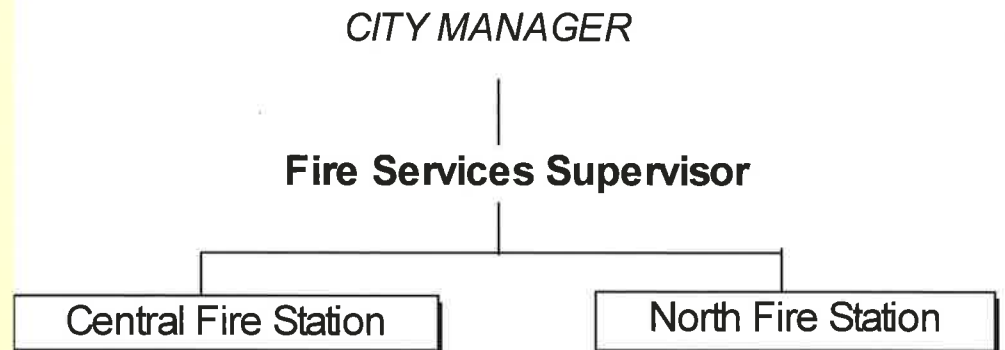 CITY MANAGER
Fire Services Supervisor
Central Fire Station
North Fire Station